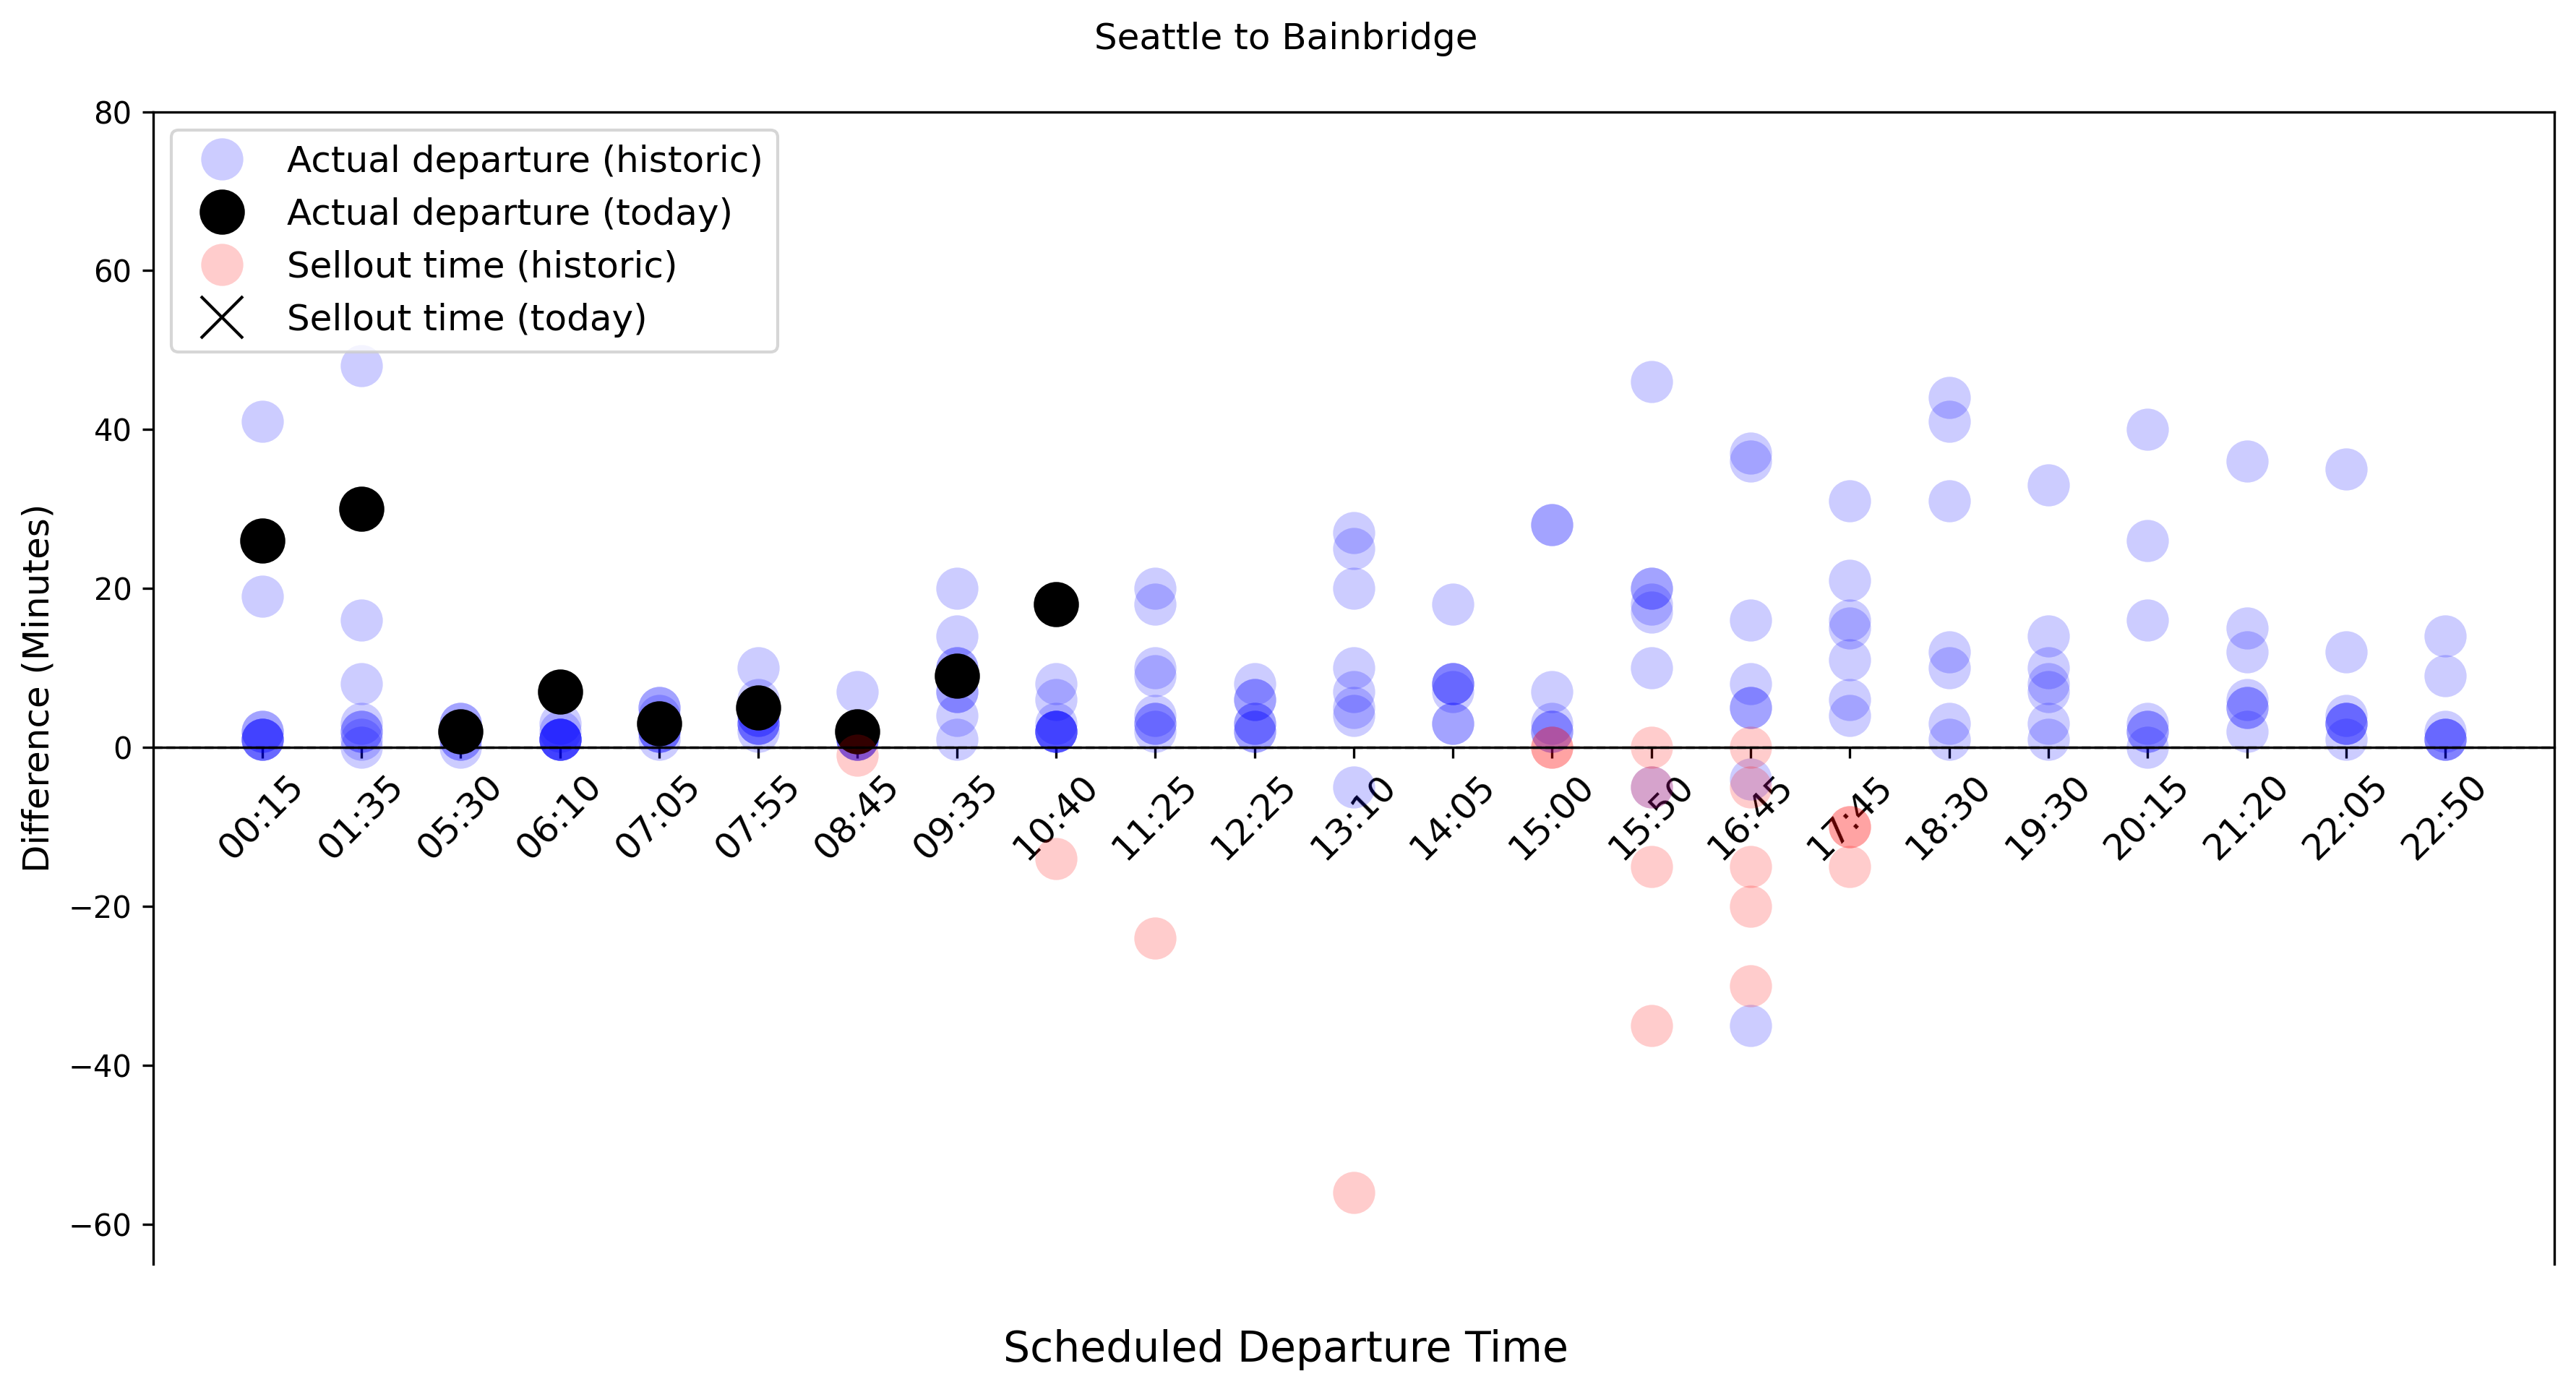 Seattle to Bainbridge
80
Actual departure (historic)
Actual departure (today)
Sellout time (historic)
Sellout time (today)
60
40
20
0
−20
−40
−60
Difference (Minutes)
00:15 01:35 05:30 06:10 07:05 07:55 08:45 09:35 10:40 11:25 12:25 13:10 14:05 15:00 15:50 16:45 17:45 18:30 19:30 20:15 21:20 22:05 22:50
Scheduled Departure Time